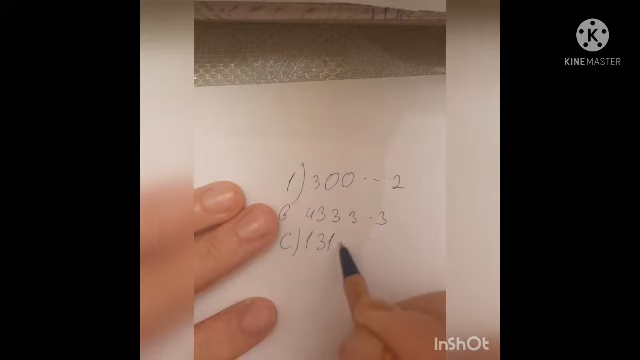 KINEMASTER
1) 300 ... 2
B 4333 . 3
C) 131
InShOt